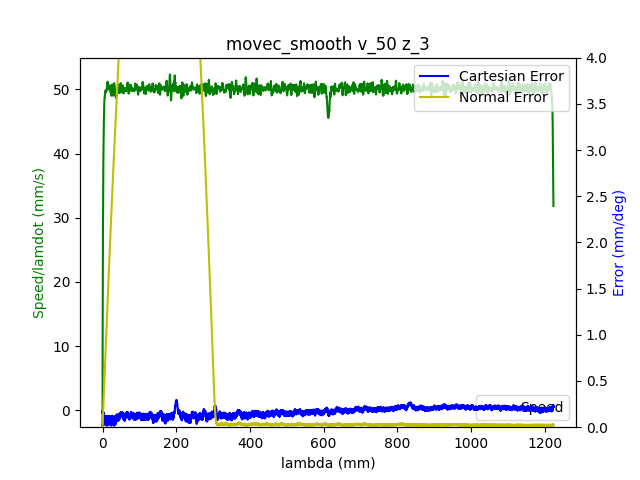 movec_smooth v_50 z_3
Cartesian Error
Normal Error
Speed/lamdot (mm/s)
50
40
30
20
10
0
4.0
3.5
3.0
2.5
2.0
1.5
1.0
0.5
0.0
Error (mm/deg)
Speed
0 200 400 600 800 1000 1200
lambda (mm)